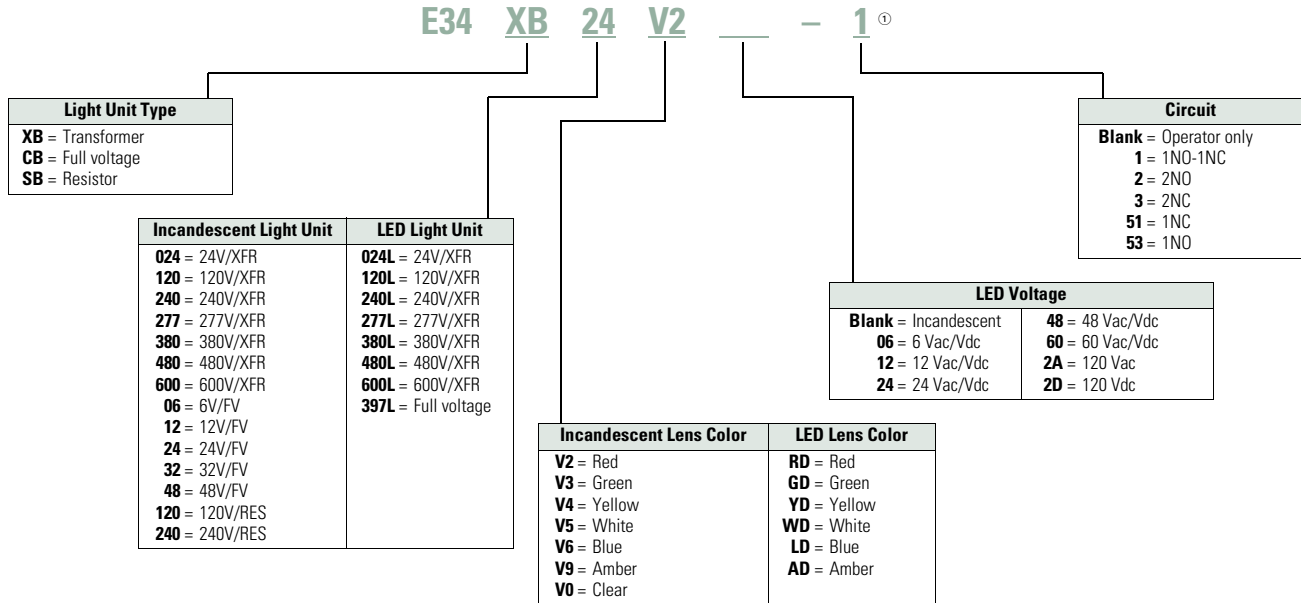 E34 XB 24 V2 ___ – 1 ①
Light Unit Type
XB = Transformer
CB = Full voltage
SB = Resistor
Circuit
Blank = Operator only
1 = 1NO-1NC
2 = 2NO
3 = 2NC
51 = 1NC
53 = 1NO
Incandescent Light Unit
024 = 24V/XFR
120 = 120V/XFR
240 = 240V/XFR
277 = 277V/XFR
380 = 380V/XFR
480 = 480V/XFR
600 = 600V/XFR
06 = 6V/FV
12 = 12V/FV
24 = 24V/FV
32 = 32V/FV
48 = 48V/FV
120 = 120V/RES
240 = 240V/RES
LED Light Unit
024L = 24V/XFR
120L = 120V/XFR
240L = 240V/XFR
277L = 277V/XFR
380L = 380V/XFR
480L = 480V/XFR
600L = 600V/XFR
397L = Full voltage
LED Voltage
Blank = Incandescent
06 = 6 Vac/Vdc
12 = 12 Vac/Vdc
24 = 24 Vac/Vdc
48 = 48 Vac/Vdc
60 = 60 Vac/Vdc
2A = 120 Vac
2D = 120 Vdc
Incandescent Lens Color
V2 = Red
V3 = Green
V4 = Yellow
V5 = White
V6 = Blue
V9 = Amber
V0 = Clear
LED Lens Color
RD = Red
GD = Green
YD = Yellow
WD = White
LD = Blue
AD = Amber